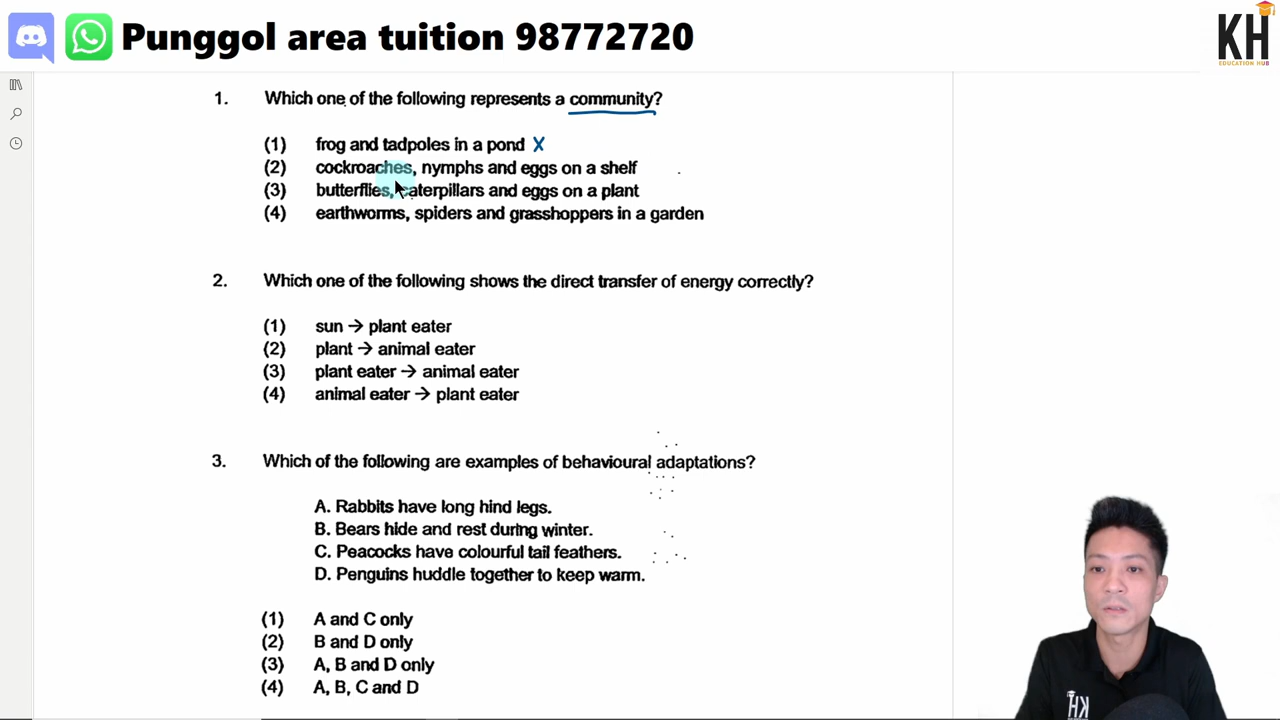 Punggol area tuition 98772720
KH
EDUCATION HUB
1. Which one of the following represents a community?
(1) frog and tadpoles in a pond X
(2) cockroaches, nymphs and eggs on a shelf
(3) butterflies, caterpillars and eggs on a plant
(4) earthworms, spiders and grasshoppers in a garden
2. Which one of the following shows the direct transfer of energy correctly?
(1) sun → plant eater
(2) plant → animal eater
(3) plant eater → animal eater
(4) animal eater → plant eater
3. Which of the following are examples of behavioural adaptations?
A. Rabbits have long hind legs.
B. Bears hide and rest during winter.
C. Peacocks have colourful tail feathers.
D. Penguins huddle together to keep warm.
(1) A and C only
(2) B and D only
(3) A, B and D only
(4) A, B, C and D
KH